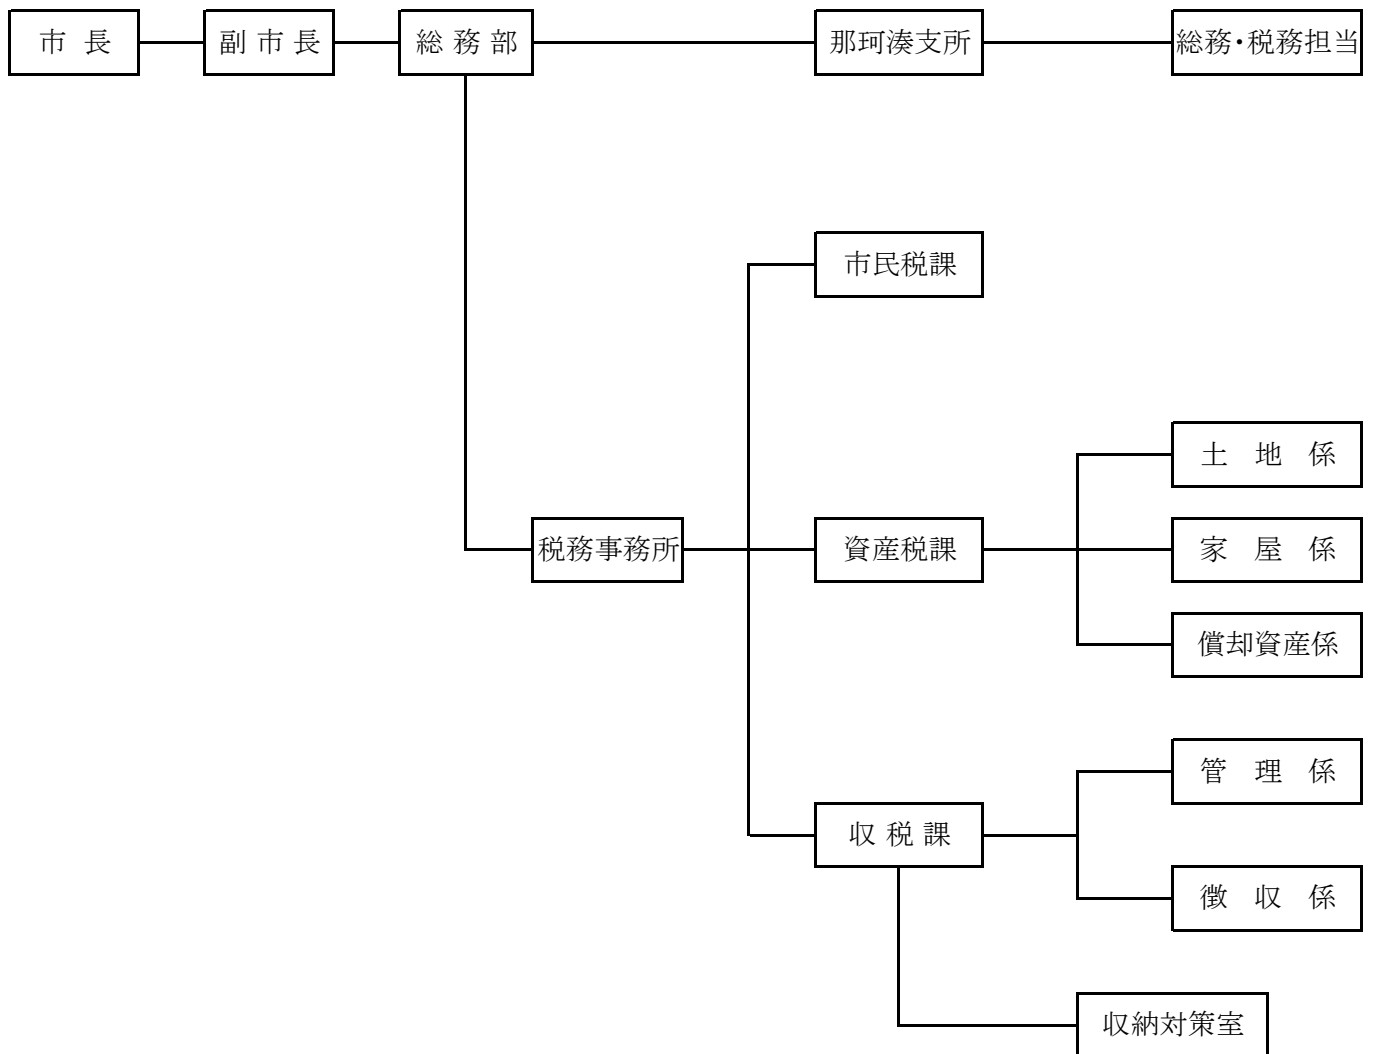 市 長
副 市 長
総 務 部
那珂湊支所
総務・税務担当
市民税課
土 地 係
税務事務所
資産税課
家 屋 係
償却資産係
管 理 係
収 税 課
徴 収 係
収納対策室